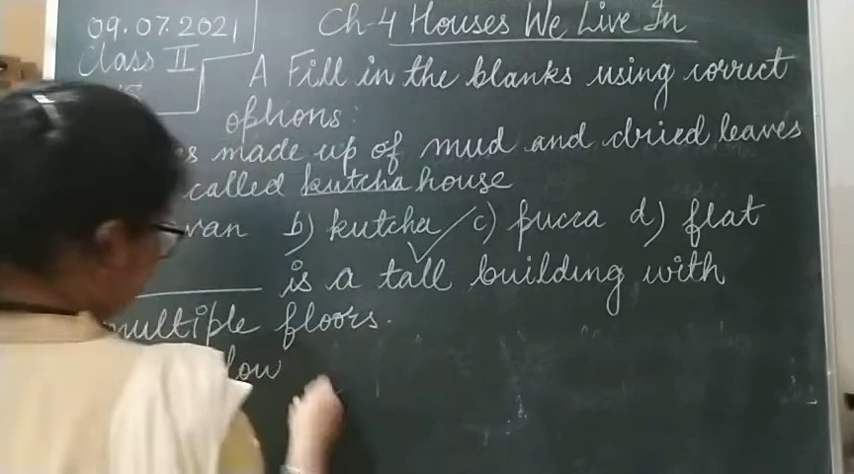 09.07.2021 Ch-4 Houses We Live In
Class II
A Fill in the blanks using correct
options:
made up of mud and dried leaves
called kutcha house
van b) kutcha c) pucca d) flat
is a tall building with
multiple floors.
low